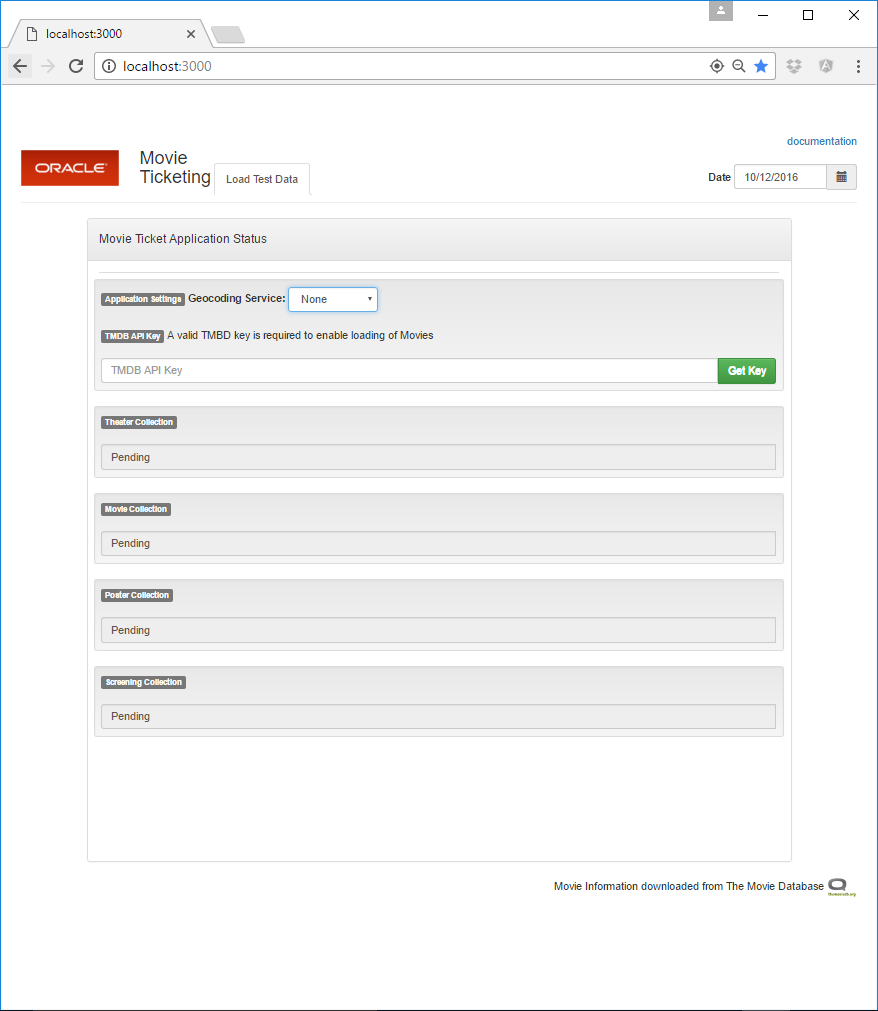 localhost:3000
localhost:3000
documentation
ORACLE
Movie
Ticketing
Load Test Data
Date 10/12/2016
Movie Ticket Application Status
Application Settings Geocoding Service: None
TMDB API Key A valid TMBD key is required to enable loading of Movies
TMDB API Key Get Key
Theater Collection
Pending
Movie Collection
Pending
Poster Collection
Pending
Screening Collection
Pending
Movie Information downloaded from The Movie Database